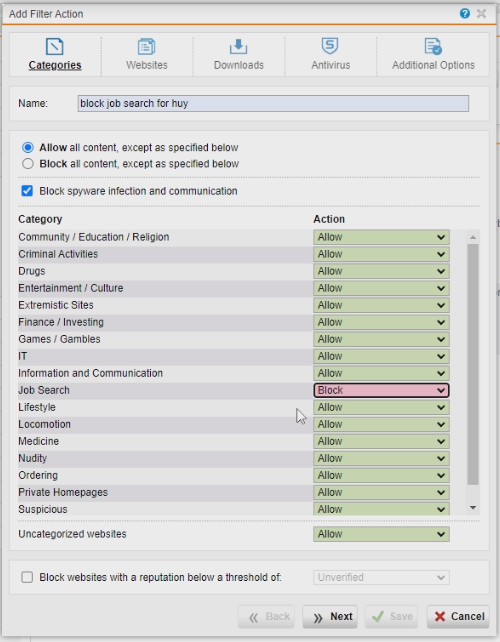 Add Filter Action
Categories
Websites
Downloads
Antivirus
Additional Options
Name: block job search for huy
Allow all content, except as specified below
Block all content, except as specified below
Block spyware infection and communication
Category Action
Community / Education / Religion Allow
Criminal Activities Allow
Drugs Allow
Entertainment / Culture Allow
Extremistic Sites Allow
Finance / Investing Allow
Games / Gambles Allow
IT Allow
Information and Communication Allow
Job Search Block
Lifestyle Allow
Locomotion Allow
Medicine Allow
Nudity Allow
Ordering Allow
Private Homepages Allow
Suspicious Allow
Uncategorized websites Allow
Block websites with a reputation below a threshold of: Unverified
Back Next Save Cancel